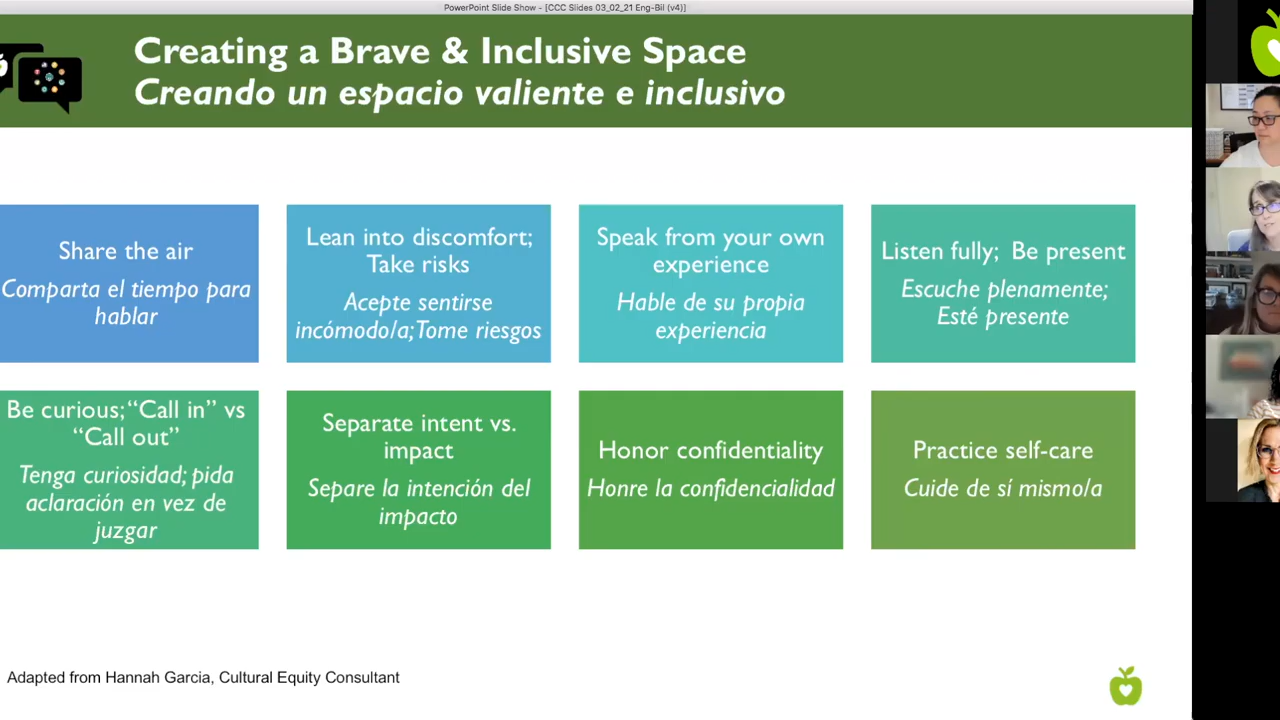 PowerPoint Slide Show - [CCC Slides 03_02_21 Eng-Bil (v4)]
Creating a Brave & Inclusive Space
Creando un espacio valiente e inclusivo
Share the air
Comparta el tiempo para
hablar
Lean into discomfort;
Take risks
Acepte sentirse
incómodo/a; Tome riesgos
Speak from your own
experience
Hable de su propia
experiencia
Listen fully; Be present
Escuche plenamente;
Esté presente
Be curious; “Call in” vs
“Call out”
Tenga curiosidad; pida
aclaración en vez de
juzgar
Separate intent vs.
impact
Separe la intención del
impacto
Honor confidentiality
Honre la confidencialidad
Practice self-care
Cuide de sí mismo/a
Adapted from Hannah Garcia, Cultural Equity Consultant